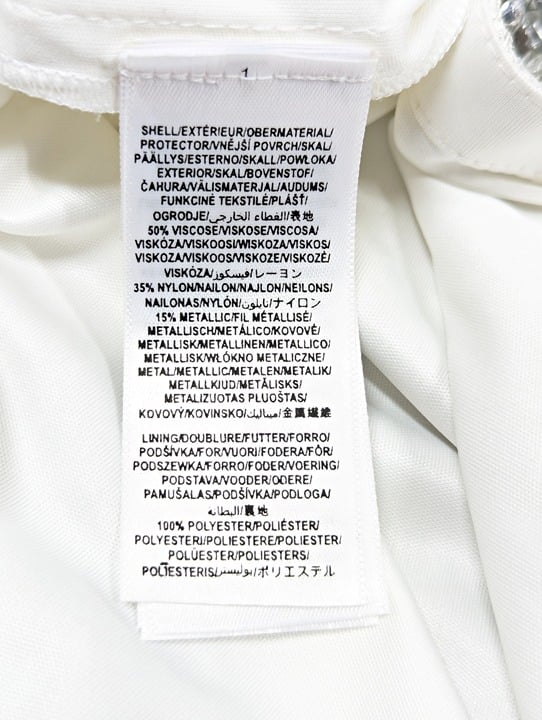 1
SHELL/EXTÉRIEUR/OBERMATERIAL/
PROTECTOR/VNĚJŠÍ POVRCH/SKAL/
PÄÄLLYS/ESTERNO/SKALL/POWŁOKA/
EXTERIOR/SKAL/BOVENSTOF/
ČAHURA/VÄLISMATERJAL/AUDUMS/
FUNKCINĖ TEKSTILĖ/PLÁŠŤ/
OGRODJE/الغطاء الخارجي/表地
50% VISCOSE/VISKOSE/VISCOSA/
VISKÓZA/VISKOOSI/WISKOZA/VISKOS/
VISKOZA/VISKOOS/VISKOZE/VISKOZĖ/
VISKÓZA/فيسكوز/レーヨン
35% NYLON/NAILON/NAJLON/NEILONS/
NAILONAS/NYLÓN/نايلون/ナイロン
15% METALLIC/FIL MÉTALLISÉ/
METALLISCH/METÁLICO/KOVOVÉ/
METALLISK/METALLINEN/METALLICO/
METALLISK/WŁÓKNO METALICZNE/
METAL/METALLIC/METALEN/METALIK/
METALLKIUD/METĀLISKS/
METALIZUOTAS PLUOŠTAS/
KOVOVÝ/KOVINSKO/ميتاليك/金属繊維
LINING/DOUBLURE/FUTTER/FORRO/
PODŠÍVKA/FOR/VUORI/FODERA/FÔR/
PODSZEWKA/FORRO/FODER/VOERING/
PODSTAVA/VOODER/ODERE/
PAMUŠALAS/PODŠÍVKA/PODLOGA/
البطانة/裏地
100% POLYESTER/POLIÉSTER/
POLYESTERI/POLIESTERE/POLIESTER/
POLÜESTER/POLIESTERS/
POLIESTERIS/بوليستر/ポリエステル